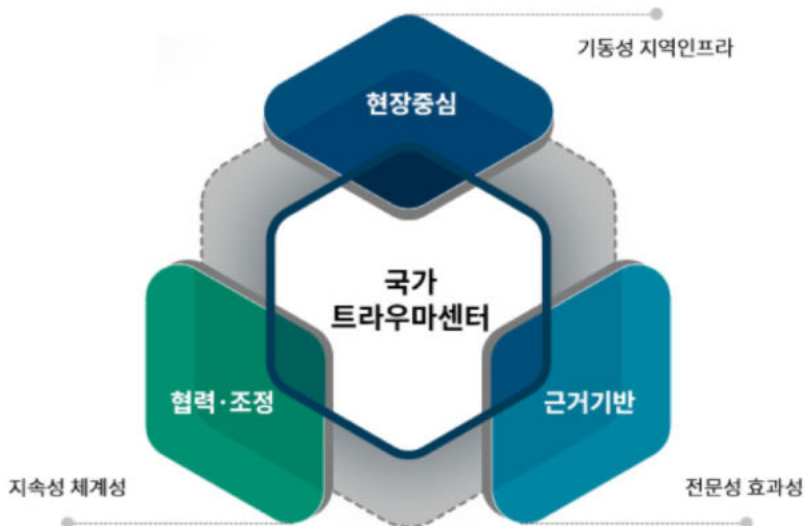 기동성 지역인프라
현장중심
국가
트라우마센터
협력·조정
근거기반
지속성 체계성
전문성 효과성